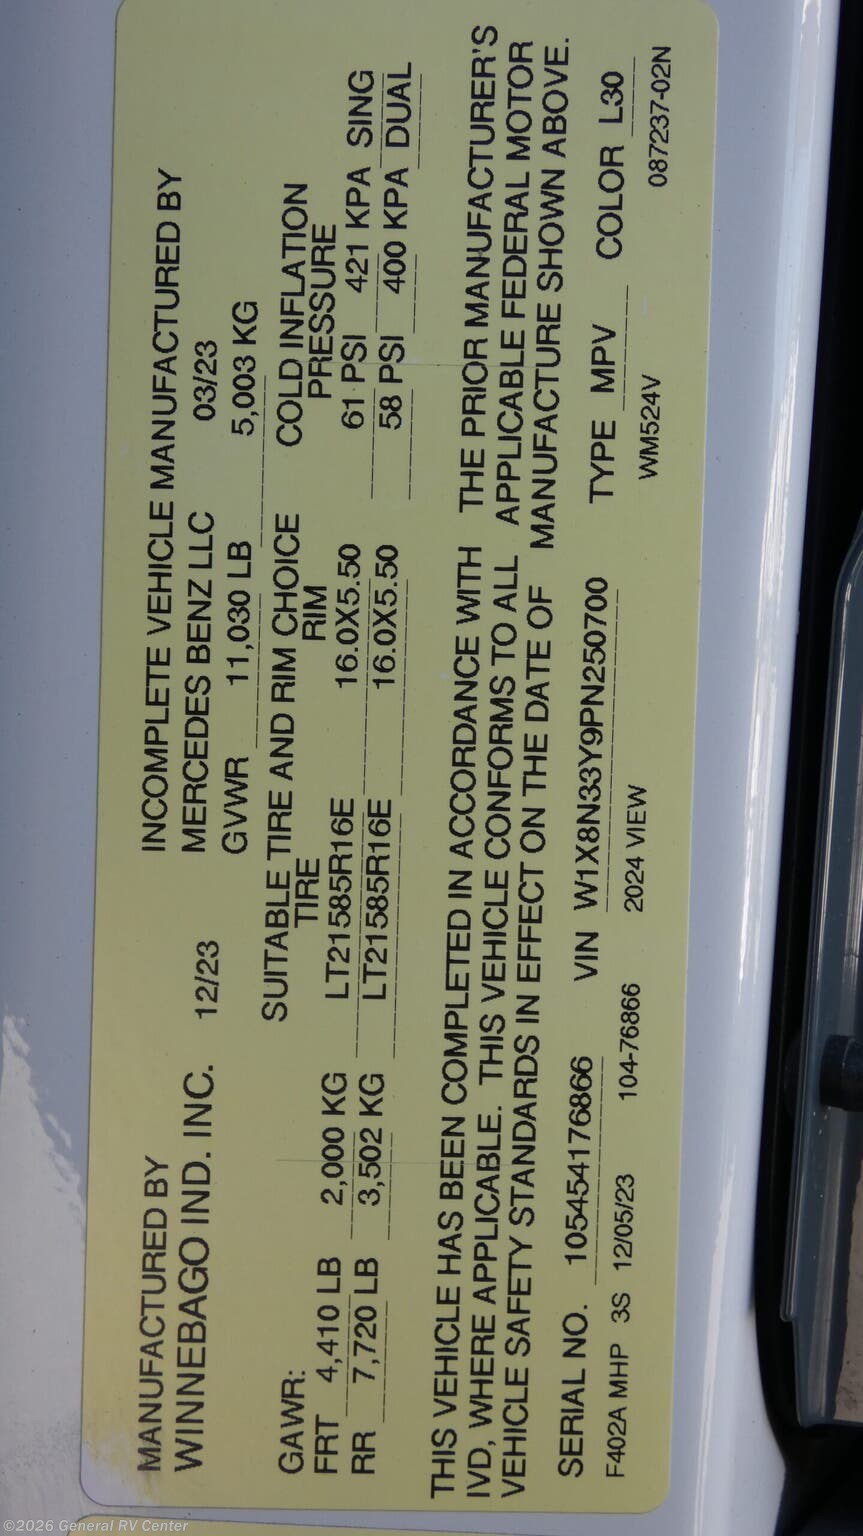 MANUFACTURED BY INCOMPLETE VEHICLE MANUFACTURED BY
WINNEBAGO IND. INC. 12/23 MERCEDES BENZ LLC 03/23
GVWR 11,030 LB 5,003 KG
GAWR: SUITABLE TIRE AND RIM CHOICE COLD INFLATION
TIRE RIM PRESSURE
FRT 4,410 LB 2,000 KG LT21585R16E 16.0X5.50 61 PSI 421 KPA SING
RR 7,720 LB 3,502 KG LT21585R16E 16.0X5.50 58 PSI 400 KPA DUAL
THIS VEHICLE HAS BEEN COMPLETED IN ACCORDANCE WITH THE PRIOR MANUFACTURER'S
IVD, WHERE APPLICABLE. THIS VEHICLE CONFORMS TO ALL APPLICABLE FEDERAL MOTOR
VEHICLE SAFETY STANDARDS IN EFFECT ON THE DATE OF MANUFACTURE SHOWN ABOVE.
SERIAL NO. 105454176866 VIN W1X8N33Y9PN250700 TYPE MPV COLOR L30
F402A MHP 3S 12/05/23 104-76866 2024 VIEW WM524V 087237-02N
©2026 General RV Center